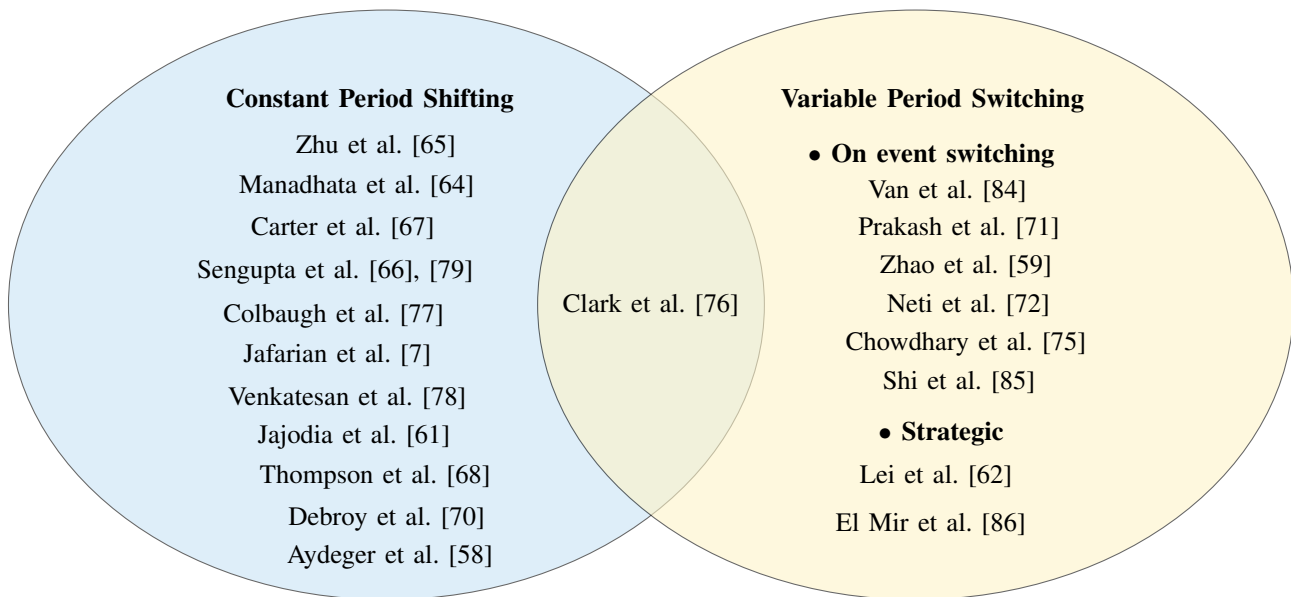 Constant Period Shifting
Zhu et al. [65]
Manadhata et al. [64]
Carter et al. [67]
Sengupta et al. [66], [79]
Colbaugh et al. [77]
Jafarian et al. [7]
Venkatesan et al. [78]
Jajodia et al. [61]
Thompson et al. [68]
Debroy et al. [70]
Aydeger et al. [58]
Clark et al. [76]
Variable Period Switching
• On event switching
Van et al. [84]
Prakash et al. [71]
Zhao et al. [59]
Neti et al. [72]
Chowdhary et al. [75]
Shi et al. [85]
• Strategic
Lei et al. [62]
El Mir et al. [86]